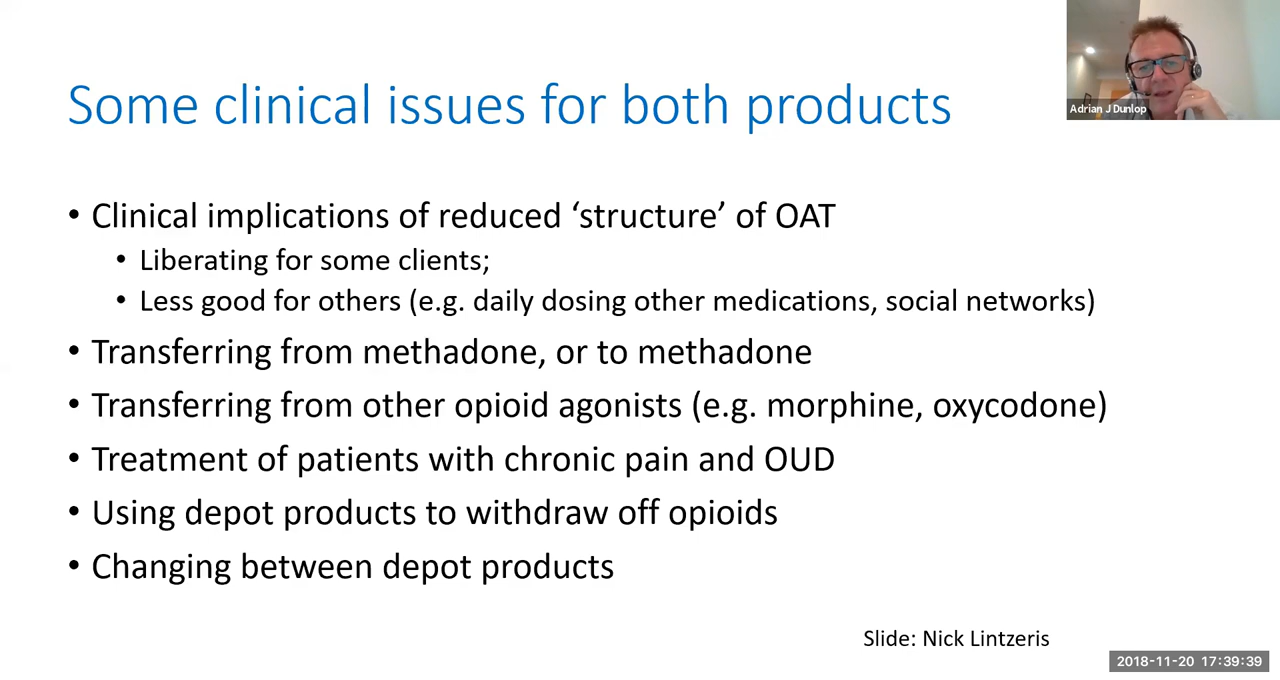 Some clinical issues for both products
Adrian J Dunlop
• Clinical implications of reduced ‘structure’ of OAT
• Liberating for some clients;
• Less good for others (e.g. daily dosing other medications, social networks)
• Transferring from methadone, or to methadone
• Transferring from other opioid agonists (e.g. morphine, oxycodone)
• Treatment of patients with chronic pain and OUD
• Using depot products to withdraw off opioids
• Changing between depot products
Slide: Nick Lintzeris
2018-11-20 17:39:39